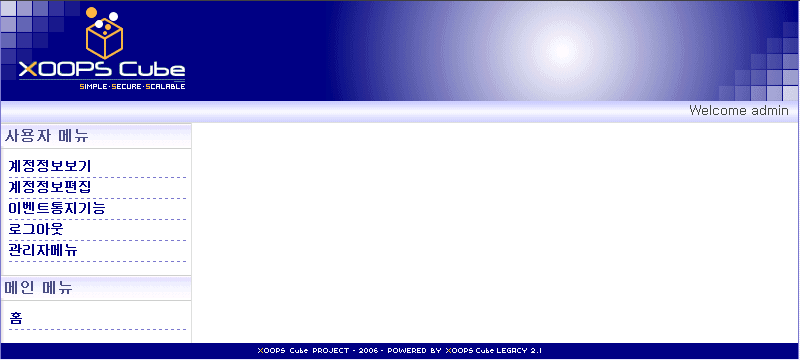 XOOPS Cube
SIMPLE·SECURE·SCALABLE
Welcome admin
사용자 메뉴
계정정보보기
계정정보편집
이벤트통지기능
로그아웃
관리자메뉴
메인 메뉴
홈
XOOPS Cube PROJECT - 2006 - POWERED BY XOOPS Cube LEGACY 2.1